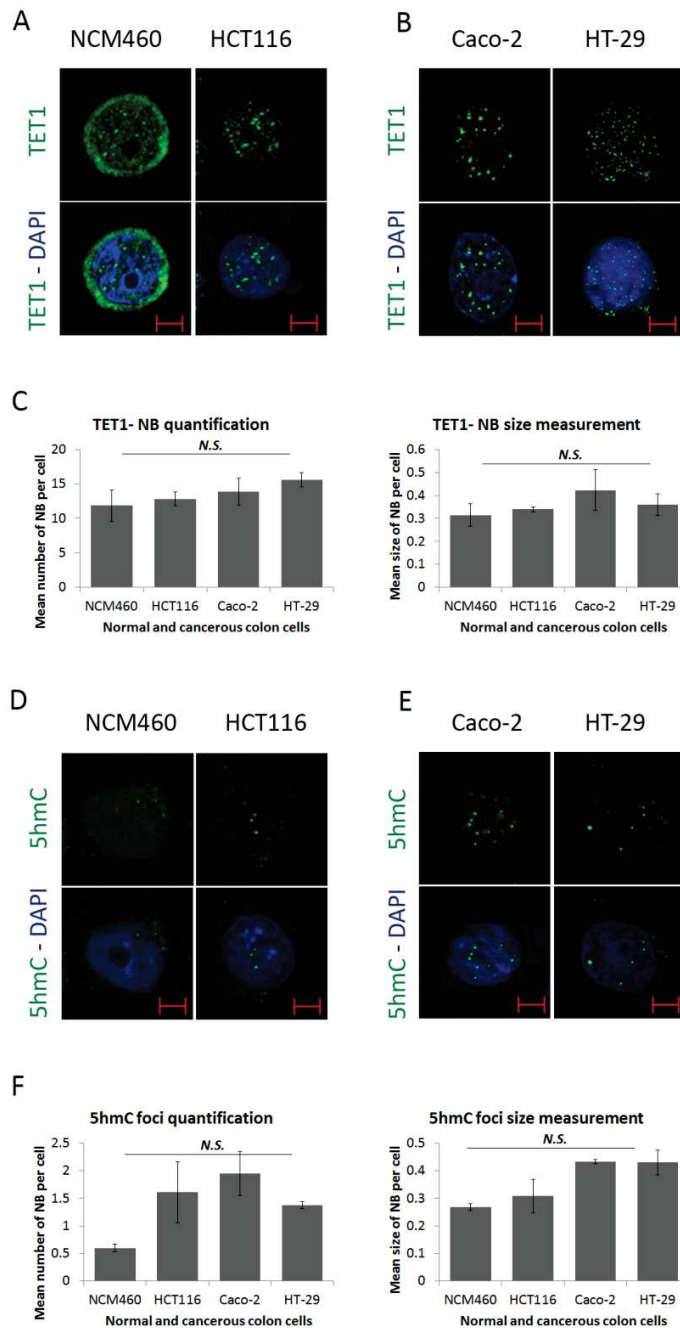 A
NCM460 HCT116
TET1
TET1 - DAPI
B
Caco-2 HT-29
TET1
TET1 - DAPI
C
TET1- NB quantification
N.S.
Mean number of NB per cell
20
15
10
5
0
NCM460 HCT116 Caco-2 HT-29
Normal and cancerous colon cells
TET1- NB size measurement
N.S.
Mean size of NB per cell
0.6
0.5
0.4
0.3
0.2
0.1
0
NCM460 HCT116 Caco-2 HT-29
Normal and cancerous colon cells
D
NCM460 HCT116
5hmC
5hmC - DAPI
E
Caco-2 HT-29
5hmC
5hmC - DAPI
F
5hmC foci quantification
N.S.
Mean number of NB per cell
2.5
2
1.5
1
0.5
0
NCM460 HCT116 Caco-2 HT-29
Normal and cancerous colon cells
5hmC foci size measurement
N.S.
Mean size of NB per cell
0.5
0.4
0.3
0.2
0.1
0
NCM460 HCT116 Caco-2 HT-29
Normal and cancerous colon cells